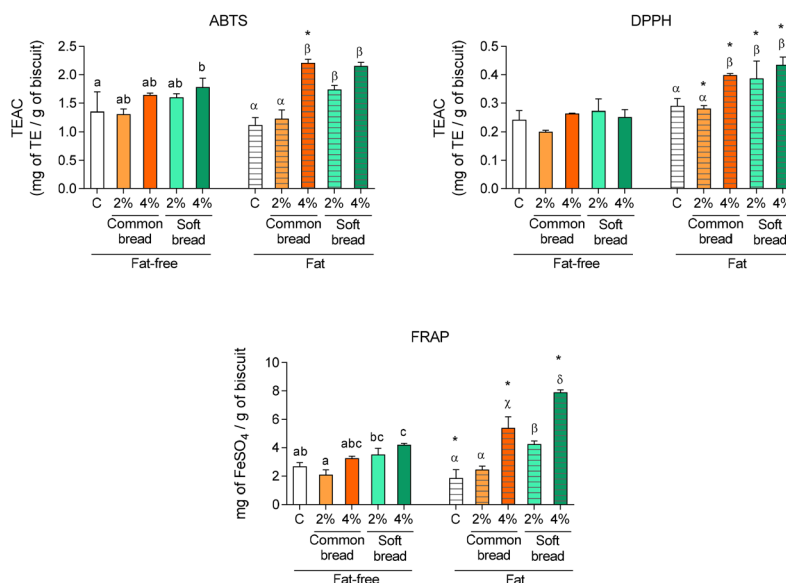 ABTS
TEAC
(mg of TE / g of biscuit)
2.5
2.0
1.5
1.0
0.5
0.0
a
ab
ab
ab
b
α
α
*
β
β
β
C
2%
4%
2%
4%
C
2%
4%
2%
4%
Common
bread
Soft
bread
Common
bread
Soft
bread
Fat-free
Fat
DPPH
TEAC
(mg of TE / g of biscuit)
0.5
0.4
0.3
0.2
0.1
0.0
α
*
α
*
β
*
β
*
β
C
2%
4%
2%
4%
C
2%
4%
2%
4%
Common
bread
Soft
bread
Common
bread
Soft
bread
Fat-free
Fat
FRAP
mg of FeSO₄ / g of biscuit
10
8
6
4
2
0
ab
a
abc
bc
c
*
α
α
*
χ
β
*
δ
C
2%
4%
2%
4%
C
2%
4%
2%
4%
Common
bread
Soft
bread
Common
bread
Soft
bread
Fat-free
Fat